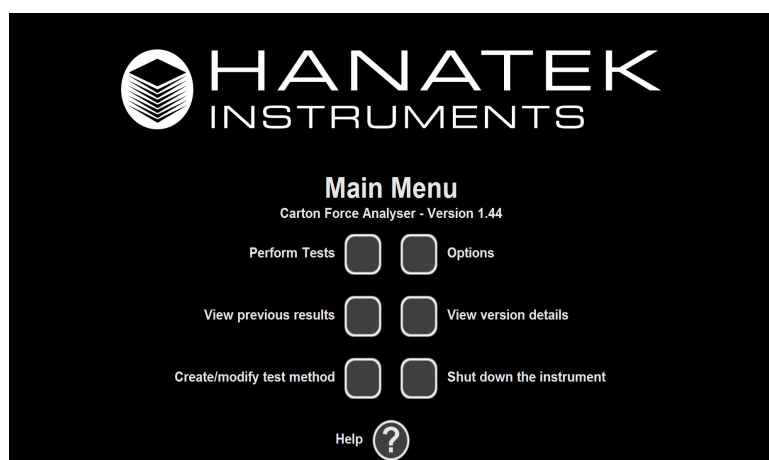 HANATEK
INSTRUMENTS
Main Menu
Carton Force Analyser - Version 1.44
Perform Tests Options
View previous results View version details
Create/modify test method Shut down the instrument
Help ?